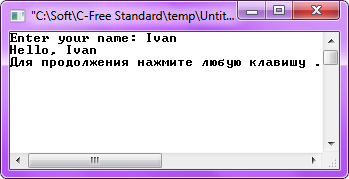 "C:\Soft\C-Free Standard\temp\Untit...
Enter your name: Ivan
Hello, Ivan
Для продолжения нажмите любую клавишу .